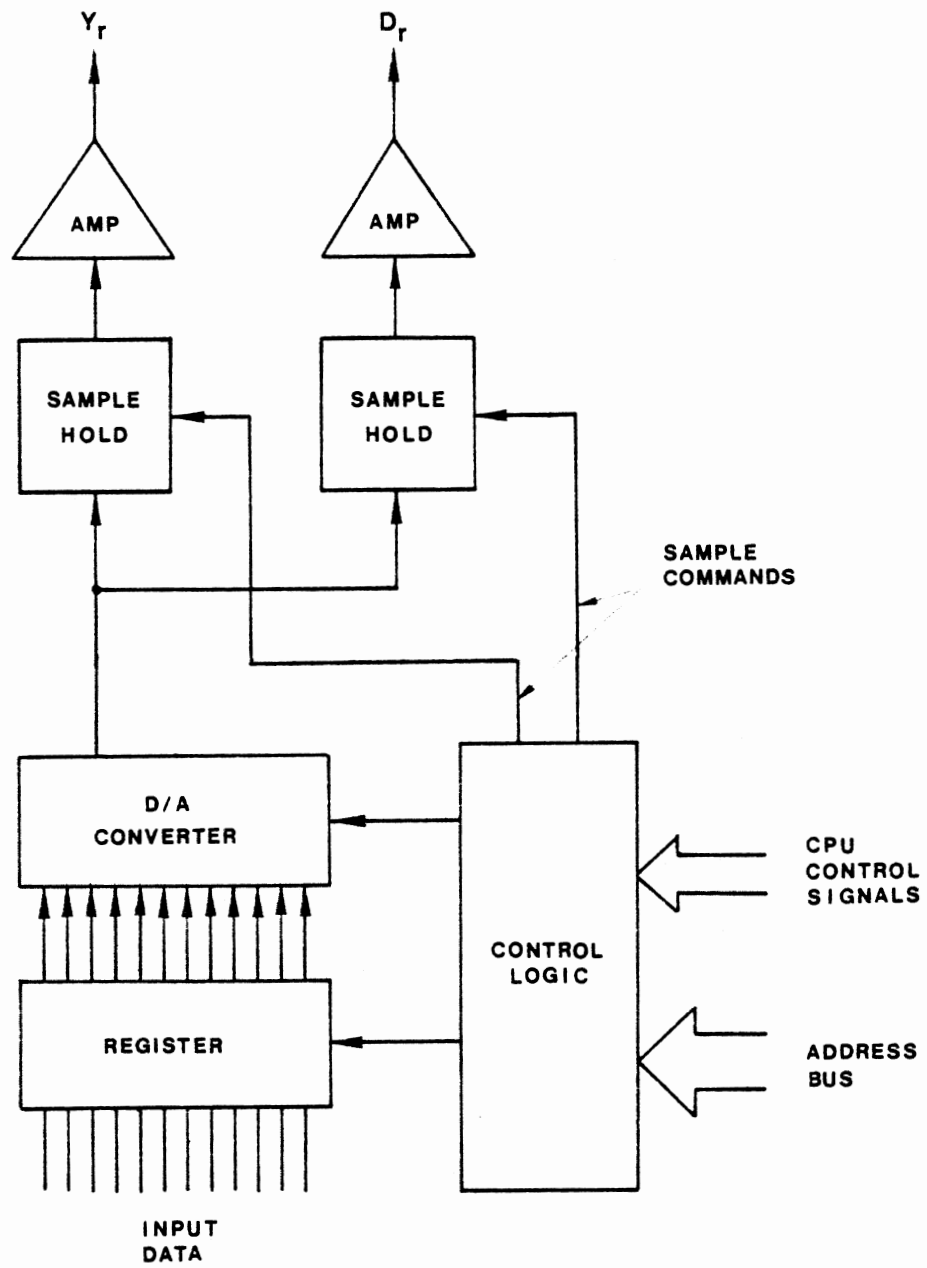 Yr Dr
AMP AMP
SAMPLE
HOLD
SAMPLE
HOLD
SAMPLE
COMMANDS
D/A
CONVERTER
CPU
CONTROL
SIGNALS
CONTROL
LOGIC
REGISTER
ADDRESS
BUS
INPUT
DATA